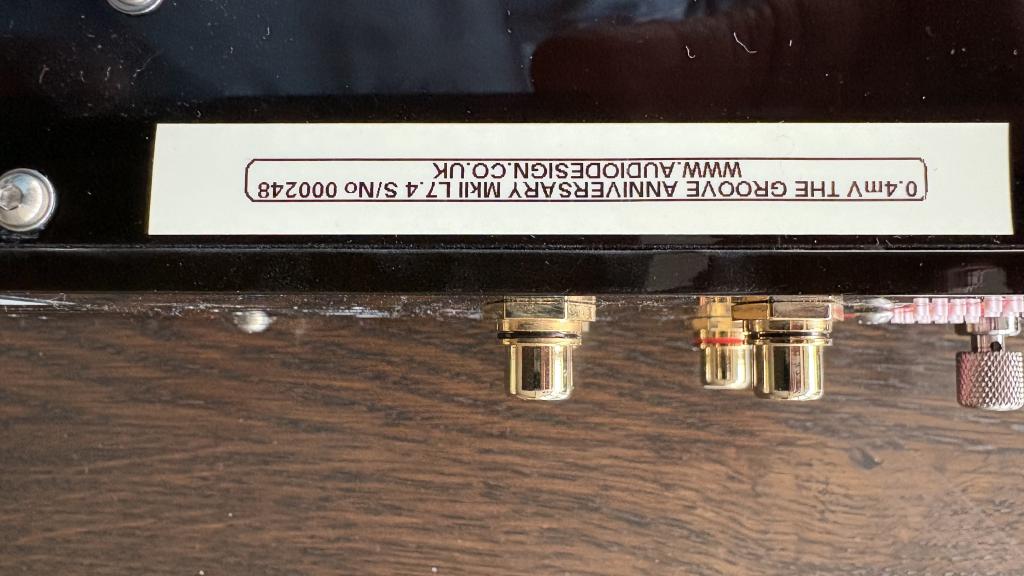 0.4mV THE GROOVE ANNIVERSARY MkII L7.4 S/No 000248
WWW.AUDIODESIGN.CO.UK